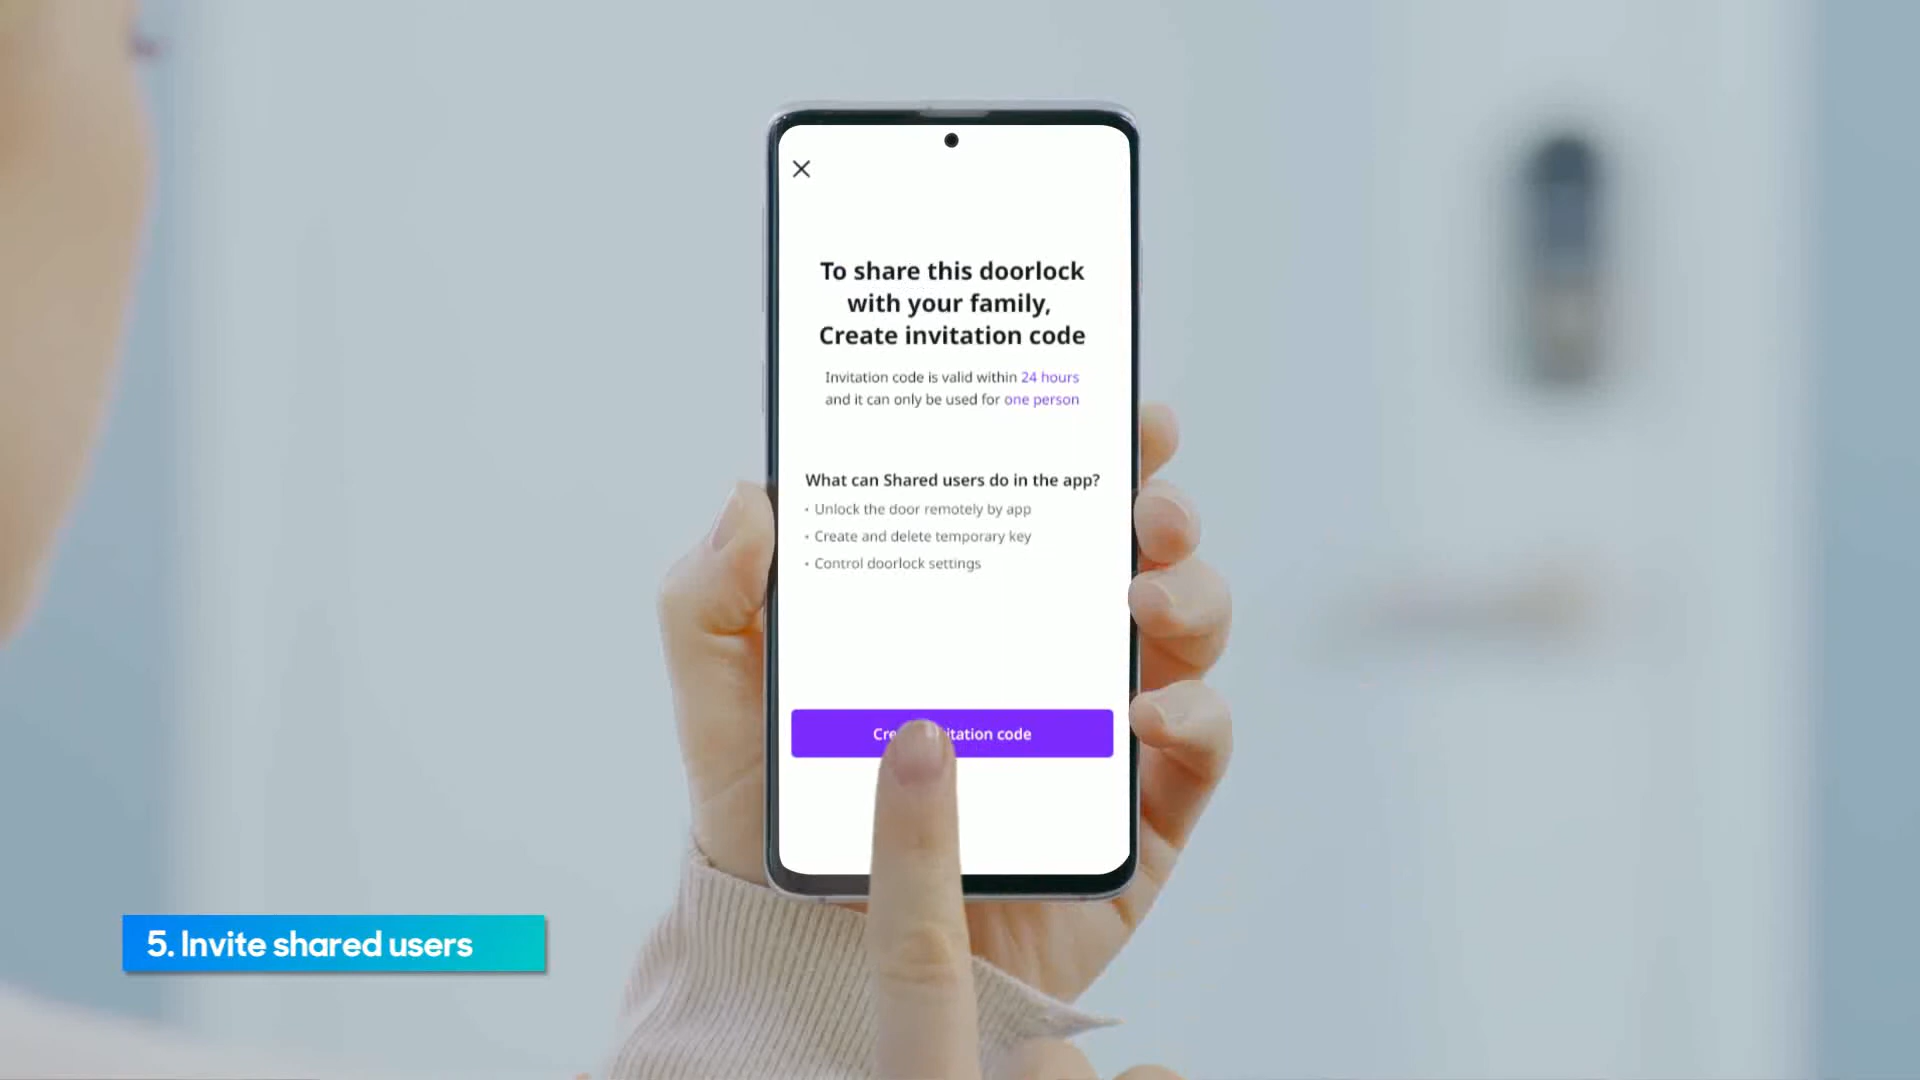 To share this doorlock
with your family,
Create invitation code
Invitation code is valid within 24 hours
and it can only be used for one person
What can Shared users do in the app?
• Unlock the door remotely by app
• Create and delete temporary key
• Control doorlock settings
code
5. Invite shared users